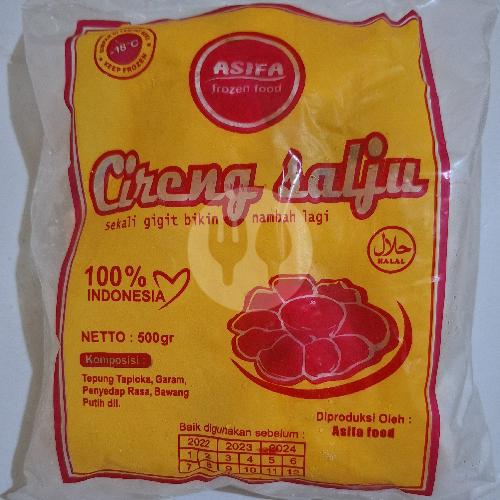 -18°C
KEEP FROZEN
ASIFA
frozen food
Cireng salju
sekali gigit bikin nambah lagi
حلال
HALAL
100%
INDONESIA
NETTO : 500gr
Komposisi :
Tepung Tapioka, Garam,
Penyedap Rasa, Bawang
Putih dll.
Diproduksi Oleh :
Asifa food
Baik digunakan sebelum :
2022 2023 2024
1 2 3 4 5 6
7 8 9 10 11 12